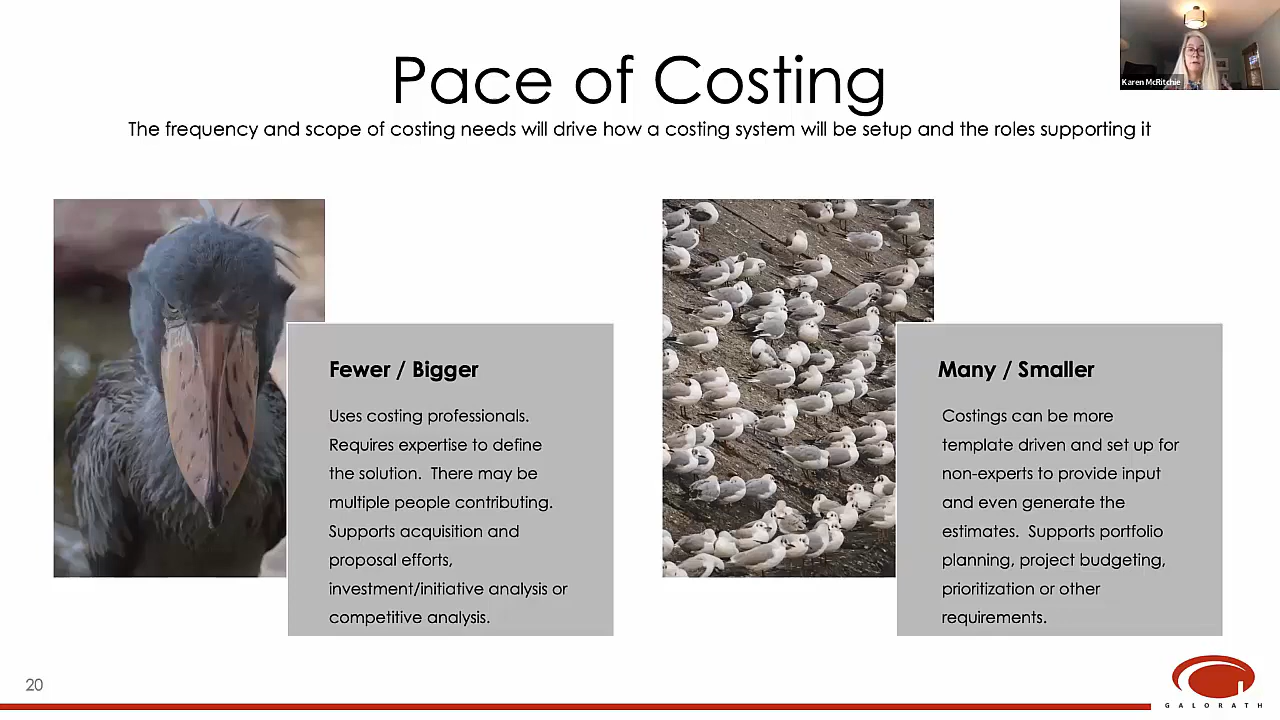 Karen McRitchie
Pace of Costing
The frequency and scope of costing needs will drive how a costing system will be setup and the roles supporting it
Fewer / Bigger
Uses costing professionals.
Requires expertise to define
the solution.  There may be
multiple people contributing.
Supports acquisition and
proposal efforts,
investment/initiative analysis or
competitive analysis.
Many / Smaller
Costings can be more
template driven and set up for
non-experts to provide input
and even generate the
estimates.  Supports portfolio
planning, project budgeting,
prioritization or other
requirements.
20
GALORATH